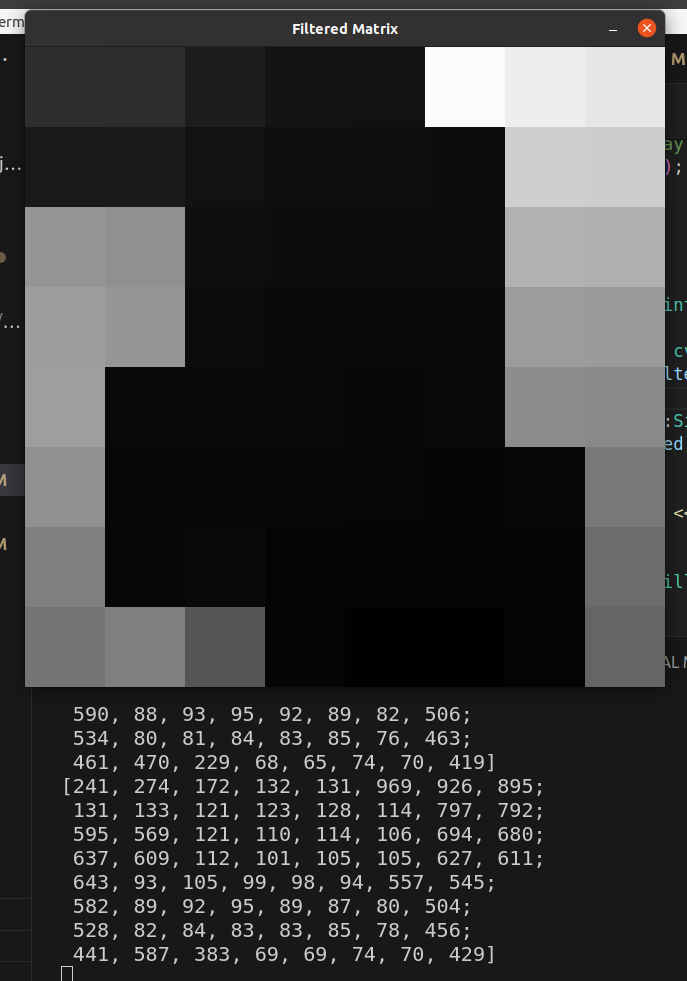 erm
Filtered Matrix
M
ay
);
j...
/...
int
cv
lte
:Si
ed
M
<<
M
ill
AL
590, 88, 93, 95, 92, 89, 82, 506;
534, 80, 81, 84, 83, 85, 76, 463;
461, 470, 229, 68, 65, 74, 70, 419]
[241, 274, 172, 132, 131, 969, 926, 895;
131, 133, 121, 123, 128, 114, 797, 792;
595, 569, 121, 110, 114, 106, 694, 680;
637, 609, 112, 101, 105, 105, 627, 611;
643, 93, 105, 99, 98, 94, 557, 545;
582, 89, 92, 95, 89, 87, 80, 504;
528, 82, 84, 83, 83, 85, 78, 456;
441, 587, 383, 69, 69, 74, 70, 429]